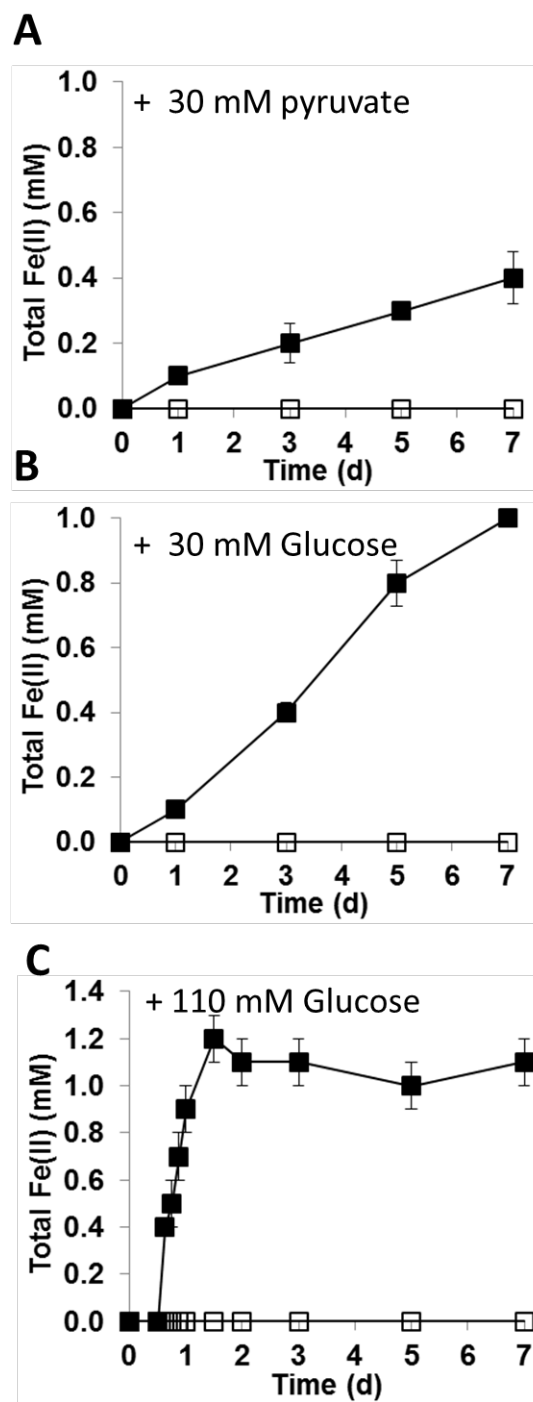 A
+ 30 mM pyruvate
Total Fe(II) (mM)
1.0
0.8
0.6
0.4
0.2
0.0
0 1 2 3 4 5 6 7
Time (d)
B
+ 30 mM Glucose
Total Fe(II) (mM)
1.0
0.8
0.6
0.4
0.2
0.0
0 1 2 3 4 5 6 7
Time (d)
C
+ 110 mM Glucose
Total Fe(II) (mM)
1.4
1.2
1.0
0.8
0.6
0.4
0.2
0.0
0 1 2 3 4 5 6 7
Time (d)